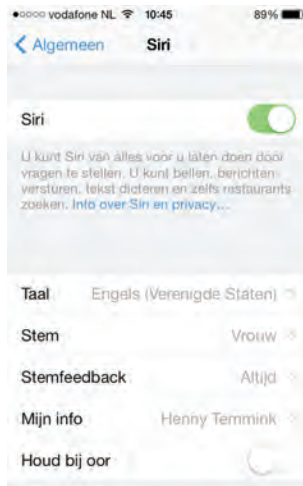 vodafone NL 10:45 89%
Algemeen Siri
Siri
U kunt Siri van alles voor u laten doen door
vragen te stellen. U kunt bellen, berichten
versturen, tekst dicteren en zelfs restaurants
zoeken. Info over Siri en privacy...
Taal Engels (Verenigde Staten)
Stem Vrouw
Stemfeedback Altijd
Mijn info Henny Temmink
Houd bij oor